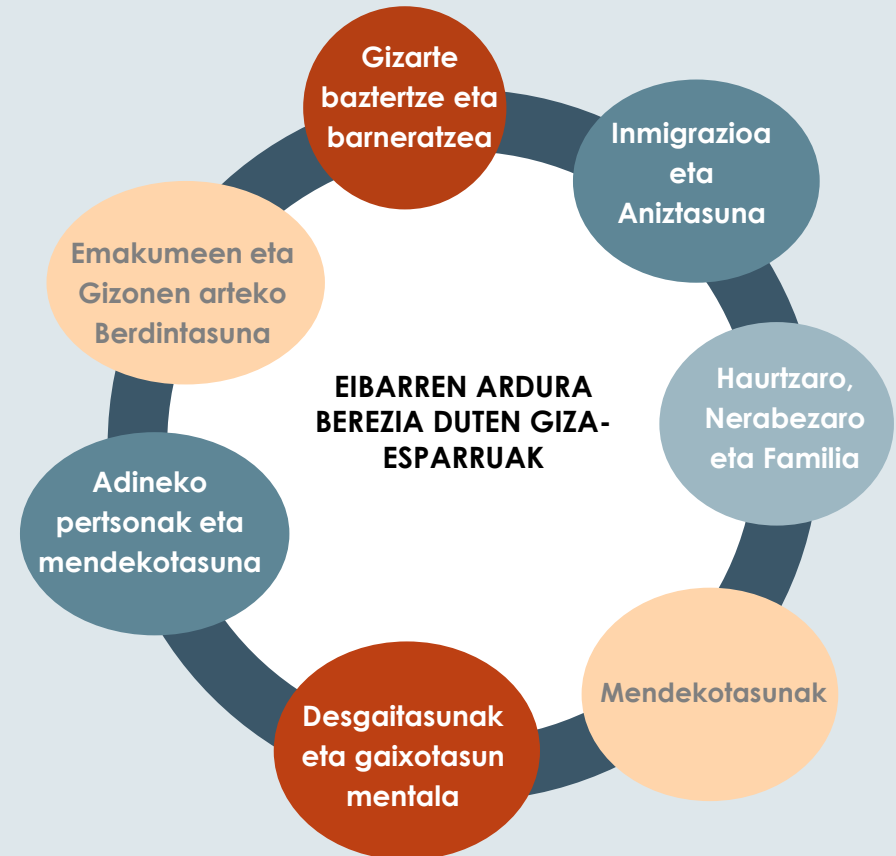 Gizarte
baztertze eta
barneratzea
Inmigrazioa
eta
Aniztasuna
Haurtzaro,
Nerabezaro
eta Familia
Mendekotasunak
Desgaitasunak
eta gaixotasun
mentala
Adineko
pertsonak eta
mendekotasuna
Emakumeen eta
Gizonen arteko
Berdintasuna
EIBARREN ARDURA
BEREZIA DUTEN GIZA-
ESPARRUAK